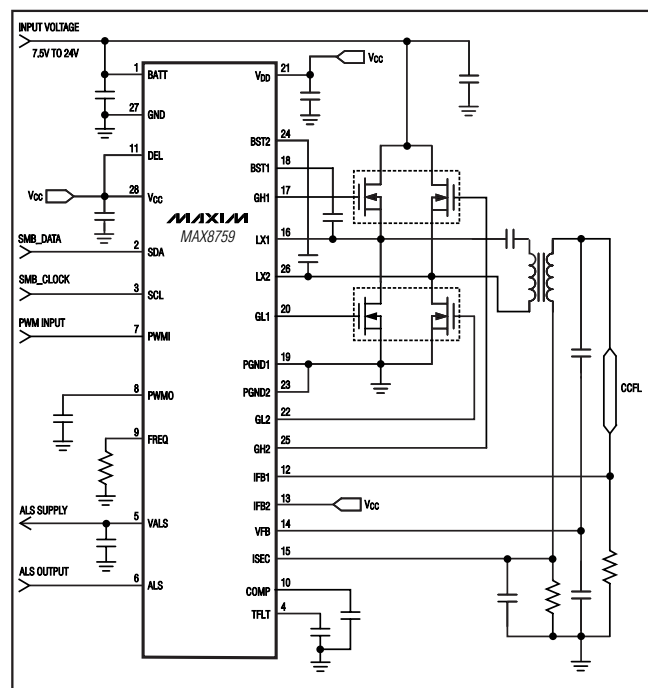 INPUT VOLTAGE
7.5V TO 24V
1 BATT
27 GND
11 DEL
Vcc
28 Vcc
SMB_DATA
2 SDA
SMB_CLOCK
3 SCL
PWM INPUT
7 PWMI
8 PWMO
9 FREQ
ALS SUPPLY
5 VALS
ALS OUTPUT
6 ALS
MAXIM
MAX8759
VDD 21
Vcc
BST2 24
BST1 18
GH1 17
LX1 16
LX2 26
GL1 20
PGND1 19
PGND2 23
GL2 22
GH2 25
IFB1 12
IFB2 13
Vcc
VFB 14
ISEC 15
COMP 10
TFLT 4
CCFL